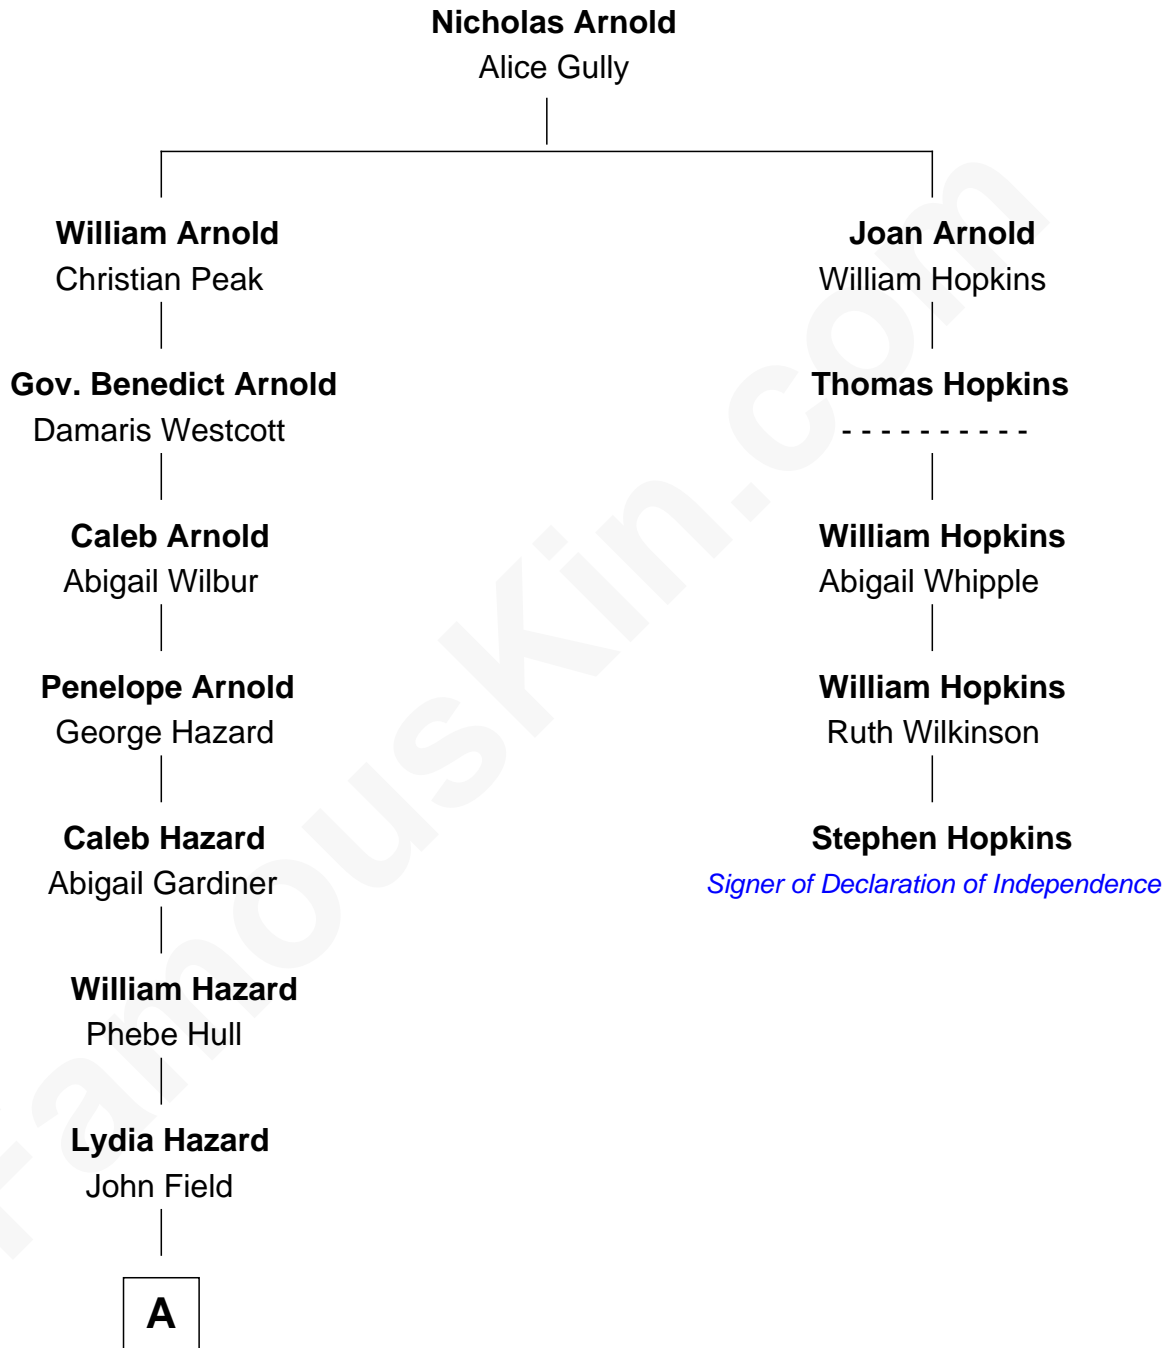 Nicholas Arnold
Alice Gully
William Arnold
Christian Peak
Joan Arnold
William Hopkins
Gov. Benedict Arnold
Damaris Westcott
Thomas Hopkins
- - - - - - - - - -
Caleb Arnold
Abigail Wilbur
William Hopkins
Abigail Whipple
Penelope Arnold
George Hazard
William Hopkins
Ruth Wilkinson
Caleb Hazard
Abigail Gardiner
Stephen Hopkins
Signer of Declaration of Independence
William Hazard
Phebe Hull
Lydia Hazard
John Field
A
FamousKin.com